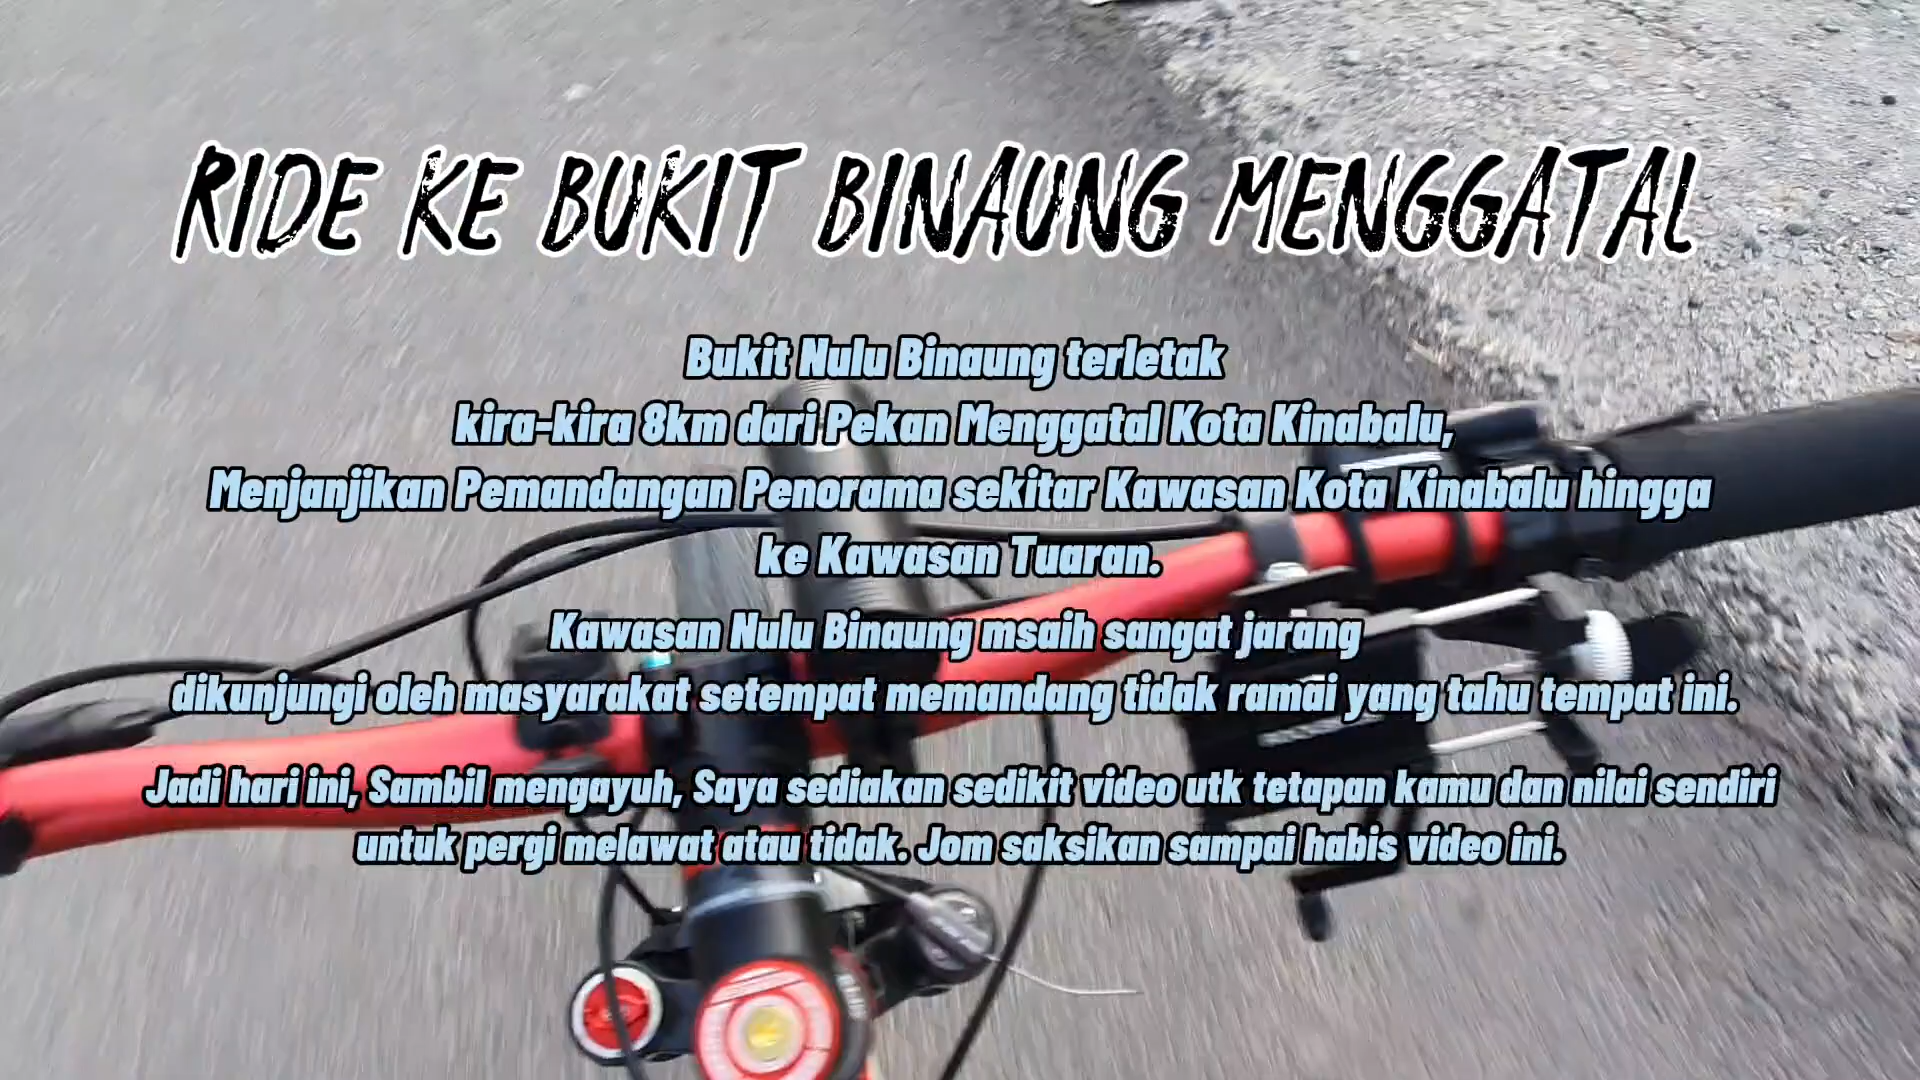 RIDE KE BUKIT BINAUNG MENGGATAL
Bukit Nulu Binaung terletak
kira-kira 8km dari Pekan Menggatal Kota Kinabalu,
Menjanjikan Pemandangan Penorama sekitar Kawasan Kota Kinabalu hingga
ke Kawasan Tuaran.
Kawasan Nulu Binaung msaih sangat jarang
dikunjungi oleh masyarakat setempat memandang tidak ramai yang tahu tempat ini.
Jadi hari ini, Sambil mengayuh, Saya sediakan sedikit video utk tetapan kamu dan nilai sendiri
untuk pergi melawat atau tidak. Jom saksikan sampai habis video ini.